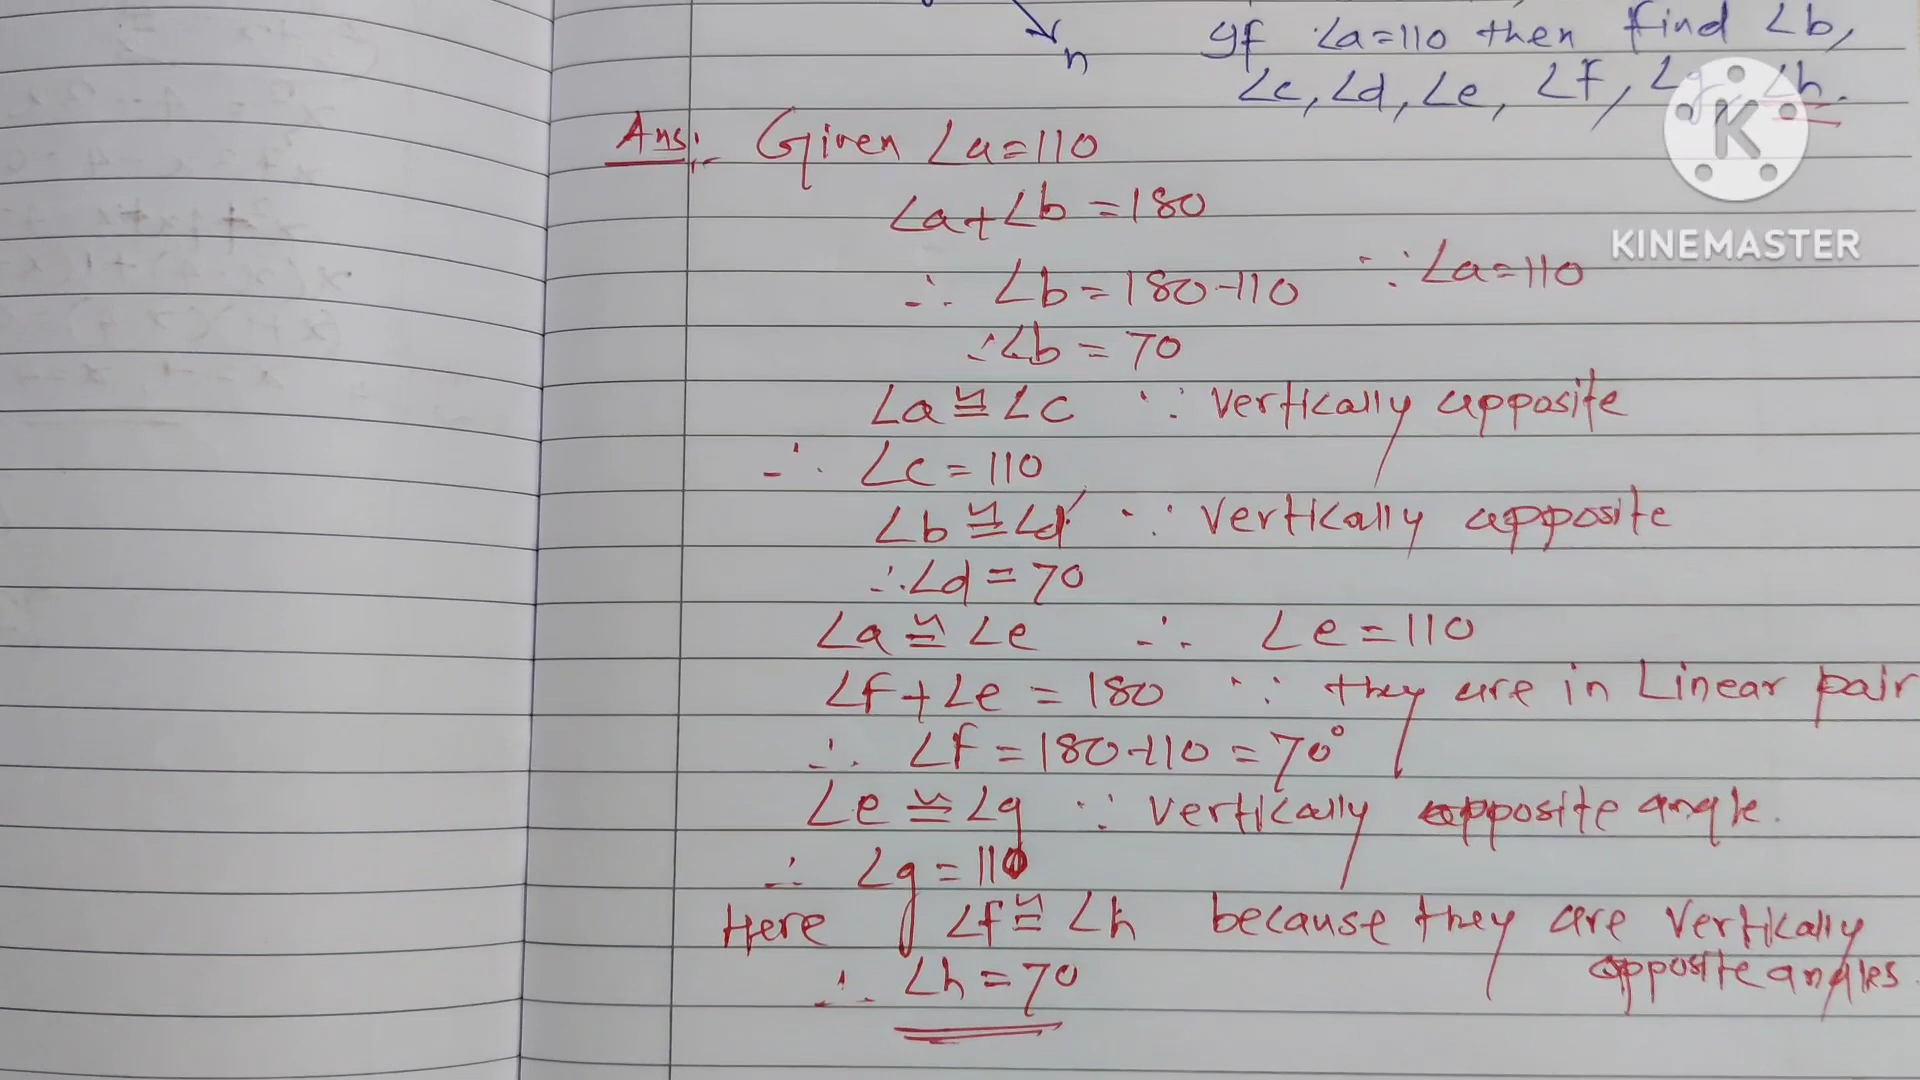 n
If ∠a=110 then find ∠b,
∠c, ∠d, ∠e, ∠f, ∠g, ∠h.
KINEMASTER
Ans:- Given ∠a=110
∠a+∠b=180
∴ ∠b=180-110 ∵ ∠a=110
∴∠b=70
∠a≅∠c ∵ vertically opposite
∴ ∠c=110
∠b≅∠d ∵ vertically opposite
∴∠d=70
∠a≅∠e ∴ ∠e=110
∠f+∠e=180 ∵ they are in Linear pair
∴ ∠f=180-110=70°
∠e≅∠g ∵ vertically opposite angle.
∴ ∠g=110
Here ∠f≅∠h because they are vertically
opposite angles.
∴ ∠h=70